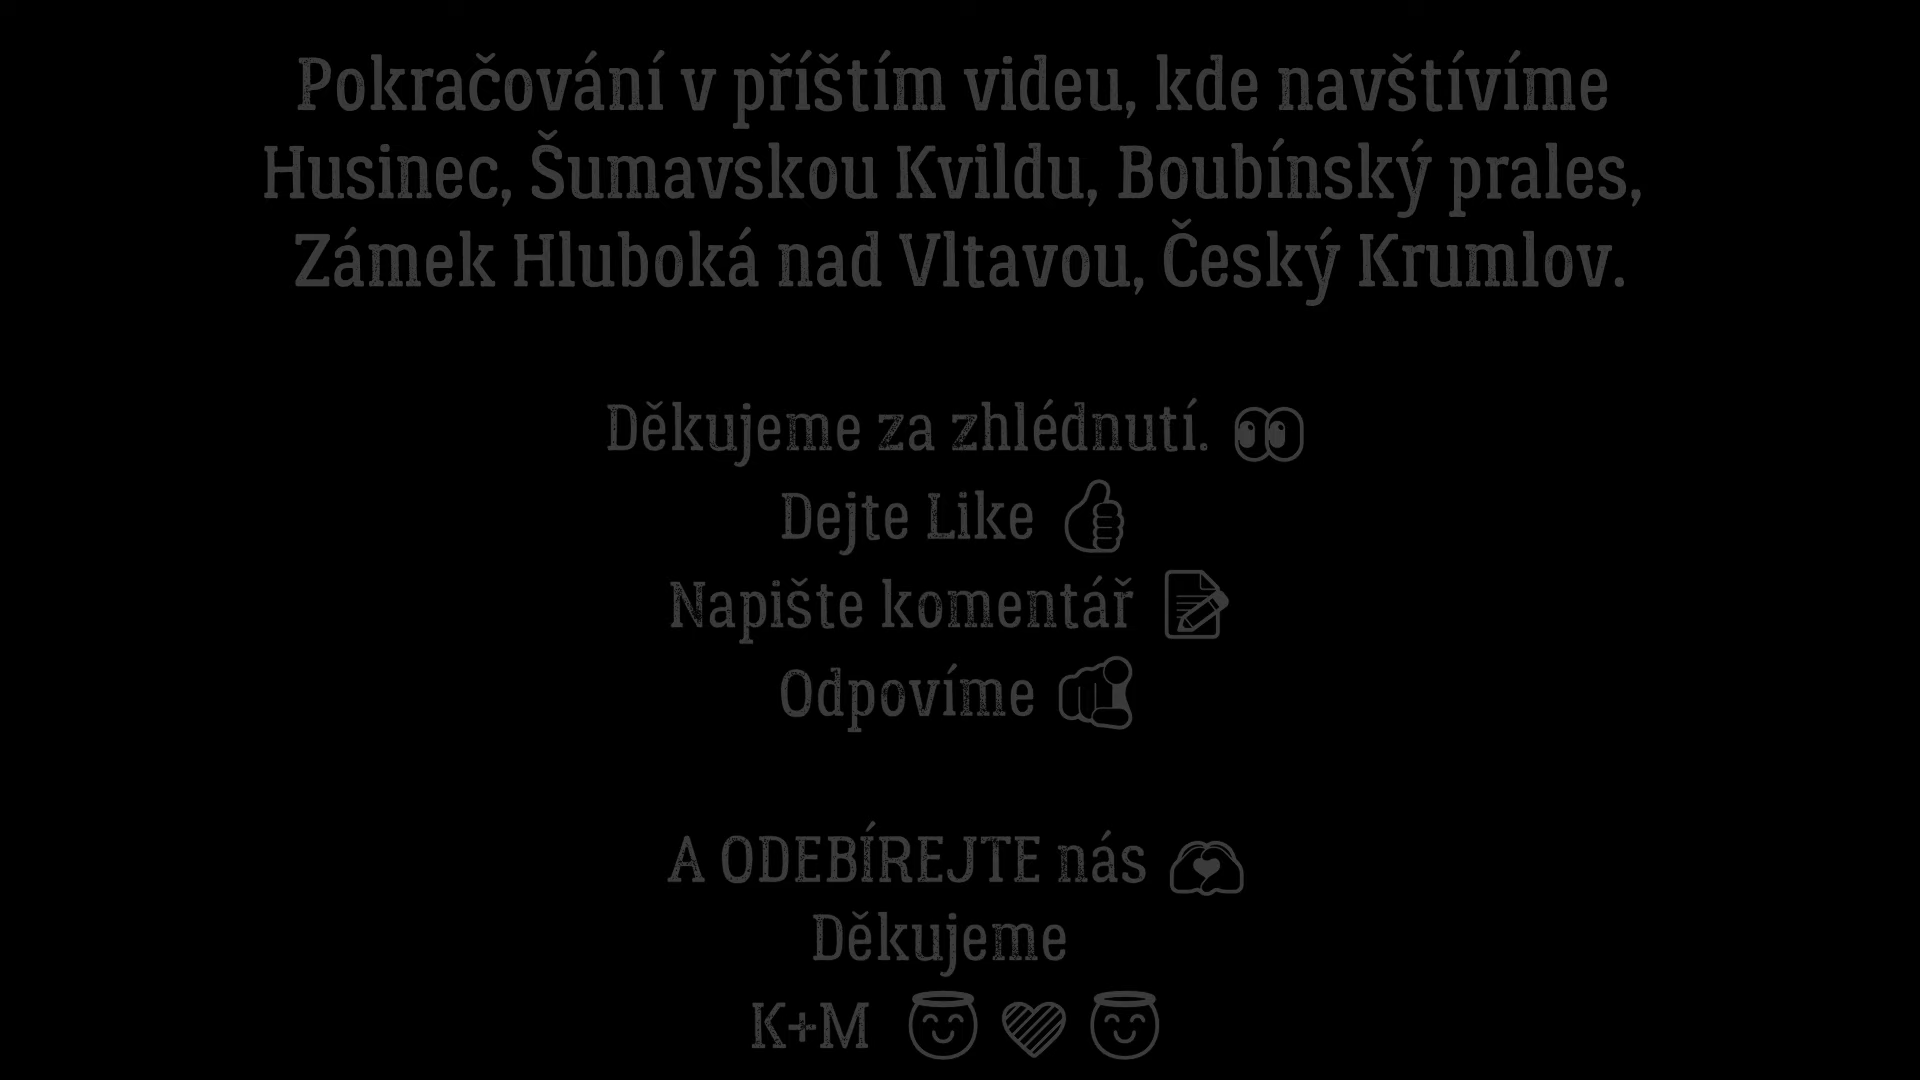 Pokračování v příštím videu, kde navštívíme
Husinec, Šumavskou Kvildu, Boubínský prales,
Zámek Hluboká nad Vltavou, Český Krumlov.
Děkujeme za zhlédnutí. 👀
Dejte Like 👍
Napište komentář 📝
Odpovíme 🫵
A ODEBÍREJTE nás 🫶
Děkujeme
K+M 😇 ❤ 😇